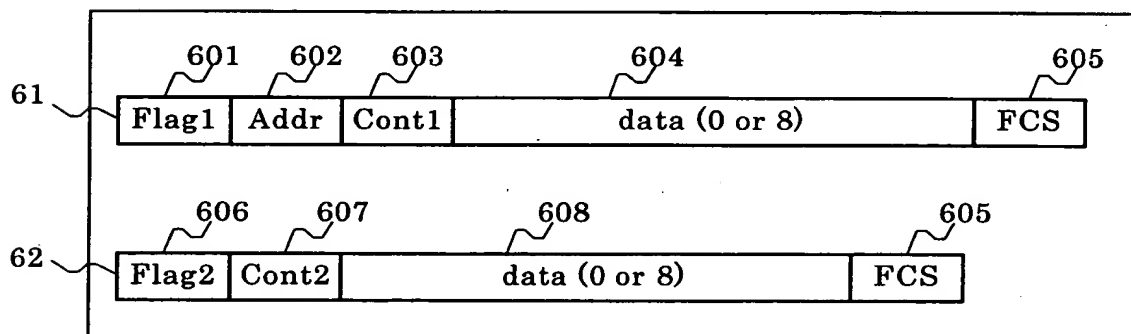 601 602 603 604 605
61 Flag1 Addr Cont1 data (0 or 8) FCS
606 607 608 605
62 Flag2 Cont2 data (0 or 8) FCS